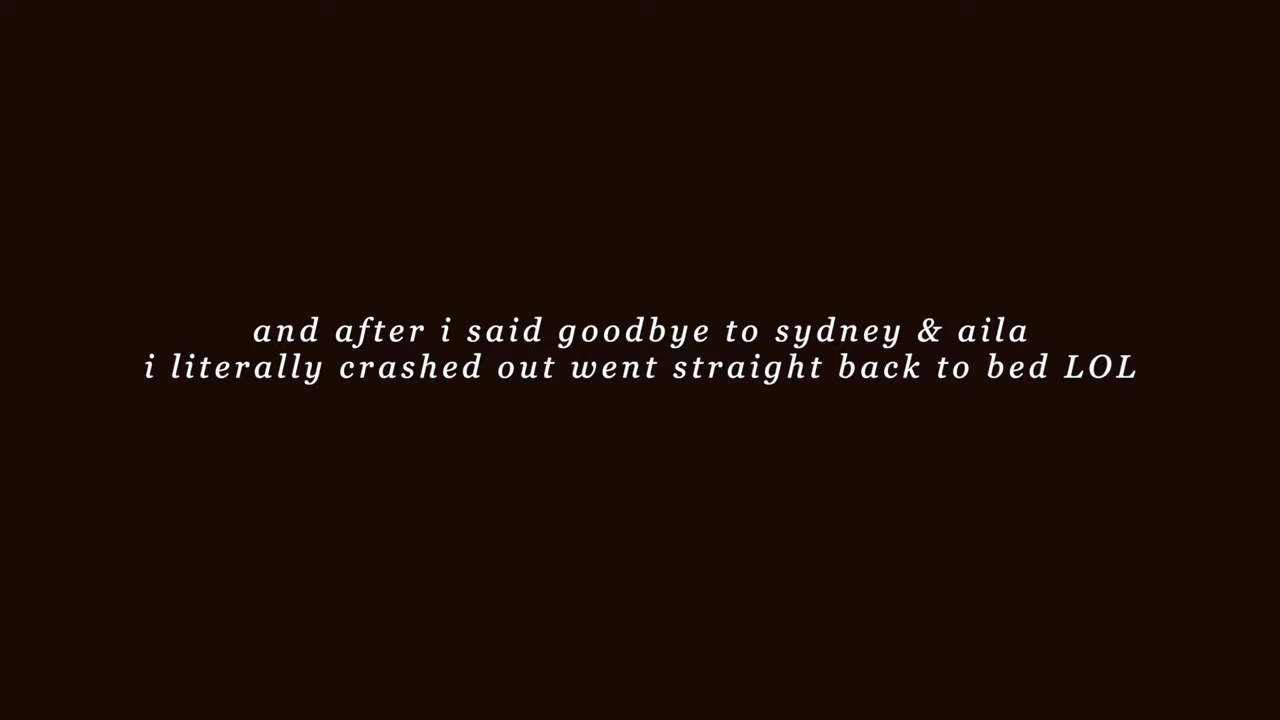 and after i said goodbye to sydney & aila
i literally crashed out went straight back to bed LOL